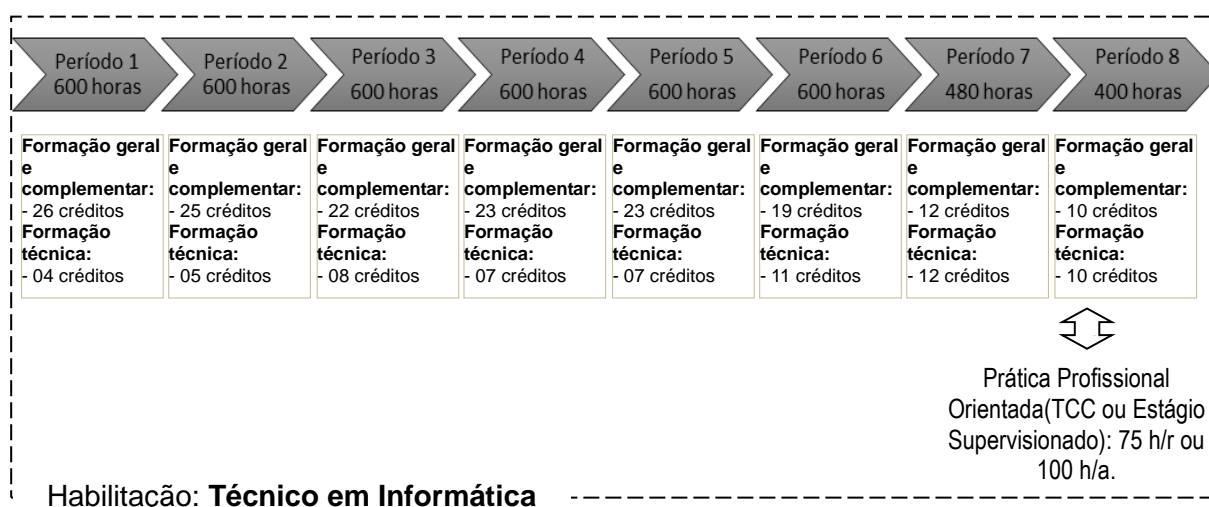 Período 1
600 horas
Período 2
600 horas
Período 3
600 horas
Período 4
600 horas
Período 5
600 horas
Período 6
600 horas
Período 7
480 horas
Período 8
400 horas
Formação geral
e
complementar:
- 26 créditos
Formação
técnica:
- 04 créditos
Formação geral
e
complementar:
- 25 créditos
Formação
técnica:
- 05 créditos
Formação geral
e
complementar:
- 22 créditos
Formação
técnica:
- 08 créditos
Formação geral
e
complementar:
- 23 créditos
Formação
técnica:
- 07 créditos
Formação geral
e
complementar:
- 23 créditos
Formação
técnica:
- 07 créditos
Formação geral
e
complementar:
- 19 créditos
Formação
técnica:
- 11 créditos
Formação geral
e
complementar:
- 12 créditos
Formação
técnica:
- 12 créditos
Formação geral
e
complementar:
- 10 créditos
Formação
técnica:
- 10 créditos
Prática Profissional
Orientada(TCC ou Estágio
Supervisionado): 75 h/r ou
100 h/a.
Habilitacão: Técnico em Informática